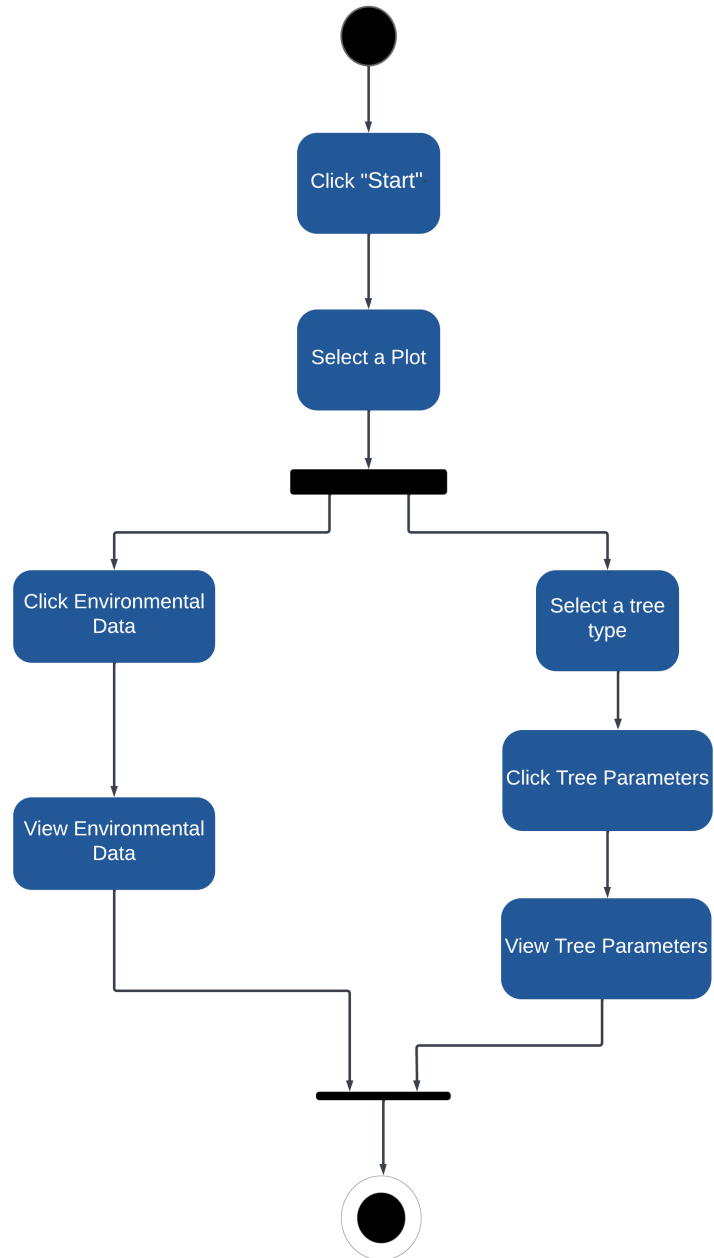 Click "Start"
Select a Plot
Click Environmental
Data
View Environmental
Data
Select a tree
type
Click Tree Parameters
View Tree Parameters